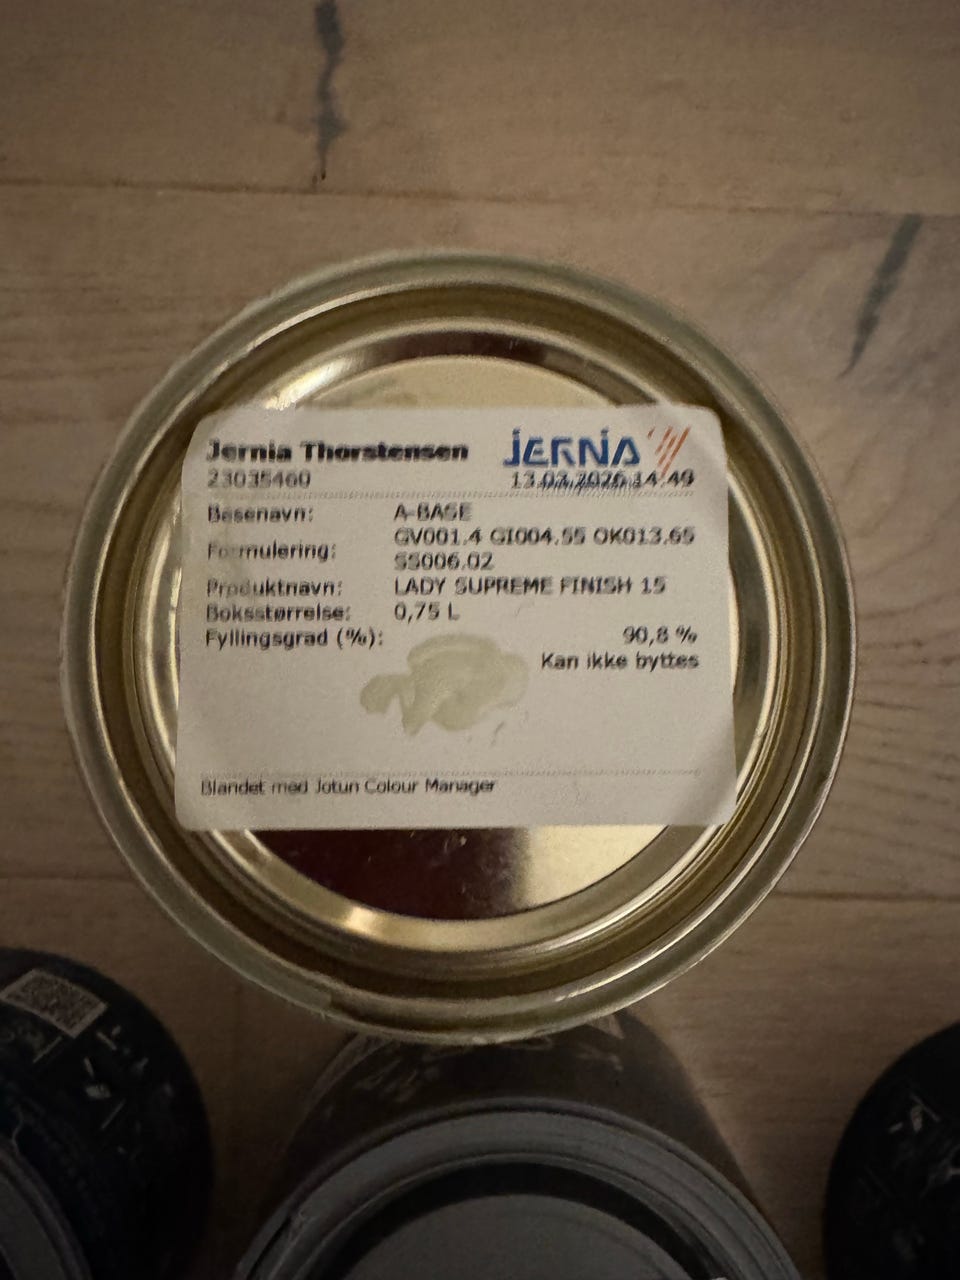 Jernia Thorstensen JERNIA
23035460 13.03.2026 14:49
Basenavn: A-BASE
Formulering: GV001.4 GI004.55 OK013.65
SS006.02
Produktnavn: LADY SUPREME FINISH 15
Boksstørrelse: 0,75 L
Fyllingsgrad (%): 90,8 %
Kan ikke byttes
Blandet med Jotun Colour Manager